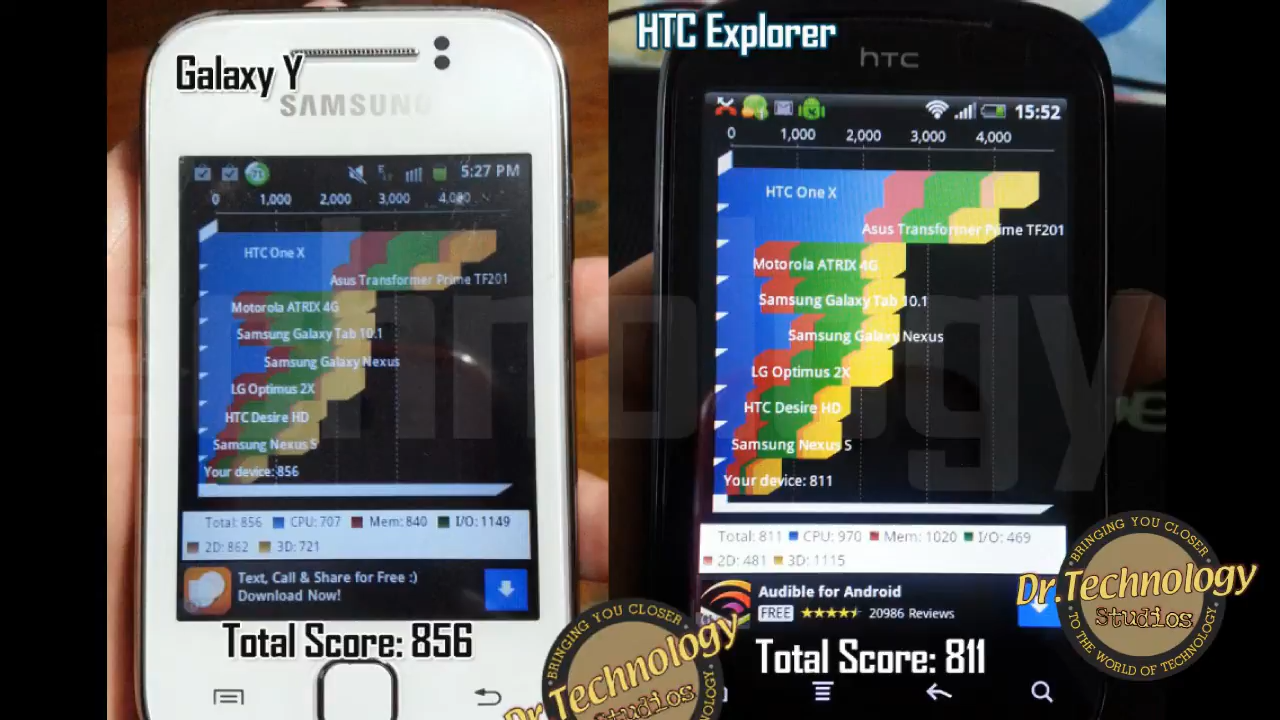 Galaxy Y
SAMSUNG
5:27 PM
0 1,000 2,000 3,000 4,000
HTC One X
Asus Transformer Prime TF201
Motorola ATRIX 4G
Samsung Galaxy Tab 10.1
Samsung Galaxy Nexus
LG Optimus 2X
HTC Desire HD
Samsung Nexus S
Your device: 856
Total: 856 CPU: 707 Mem: 840 I/O: 1149
2D: 862 3D: 721
Text, Call & Share for Free :)
Download Now!
Total Score: 856
HTC Explorer
hTC
15:52
0 1,000 2,000 3,000 4,000
HTC One X
Asus Transformer Prime TF201
Motorola ATRIX 4G
Samsung Galaxy Tab 10.1
Samsung Galaxy Nexus
LG Optimus 2X
HTC Desire HD
Samsung Nexus S
Your device: 811
Total: 811 CPU: 970 Mem: 1020 I/O: 469
2D: 481 3D: 1115
Audible for Android
FREE 20986 Reviews
Total Score: 811
BRINGING YOU CLOSER
Dr.Technology
Studios
BRINGING YOU CLOSER
Dr.Technology
Studios
TO THE WORLD OF TECHNOLOGY